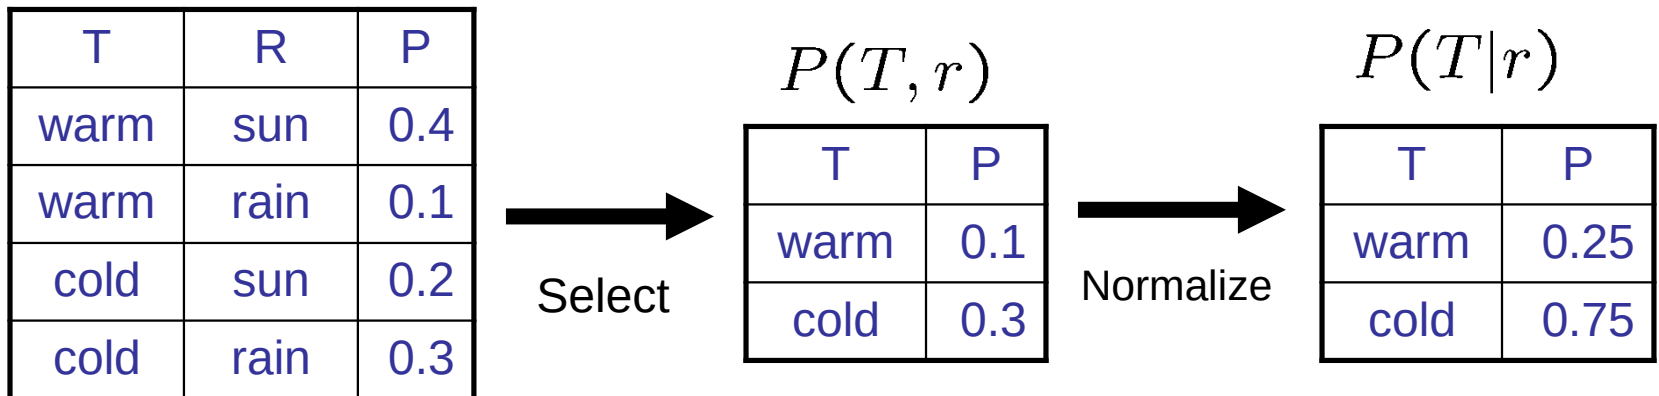 T R P
warm sun 0.4
warm rain 0.1
cold sun 0.2
cold rain 0.3
Select
P(T, r)
T P
warm 0.1
cold 0.3
Normalize
P(T|r)
T P
warm 0.25
cold 0.75